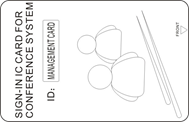 SIGN-IN IC CARD FOR
CONFERENCE SYSTEM
ID: MANAGEMENT CARD
FRONT